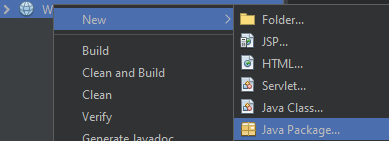 W
New
Build
Clean and Build
Clean
Verify
Generate Javadoc
Folder...
JSP...
HTML...
Servlet...
Java Class...
Java Package...